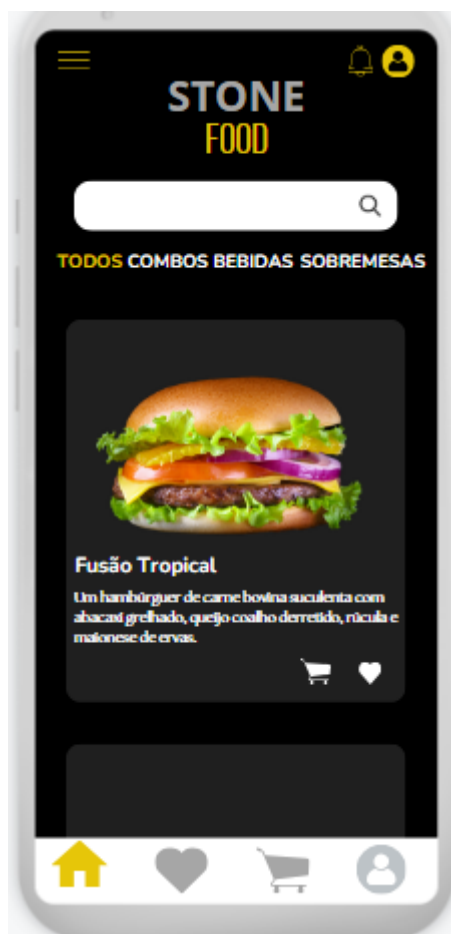 STONE
FOOD
TODOS COMBOS BEBIDAS SOBREMESAS
Fusão Tropical
Um hambúrguer de carne bovina suculenta com
abacaxi grelhado, queijo coalho derretido, rúcula e
maionese de ervas.